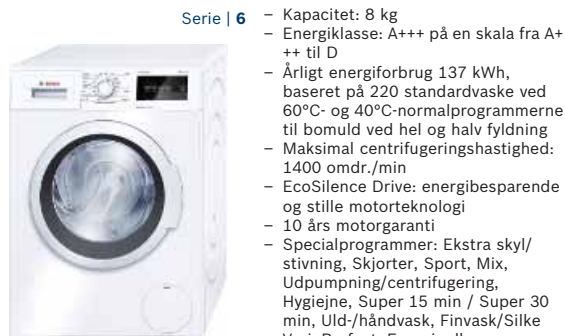 Serie | 6
– Kapacitet: 8 kg
– Energiklasse: A+++ på en skala fra A+
++ til D
– Årligt energiforbrug 137 kWh,
baseret på 220 standardvaske ved
60°C- og 40°C-normalprogrammerne
til bomuld ved hel og halv fyldning
– Maksimal centrifugeringshastighed:
1400 omdr./min
– EcoSilence Drive: energibesparende
og stille motorteknologi
– 10 års motorgaranti
– Specialprogrammer: Ekstra skyl/
stivning, Skjorter, Sport, Mix,
Udpumpning/centrifugering,
Hygiejne, Super 15 min / Super 30
min, Uld-/håndvask, Finvask/Silke
BOSCH